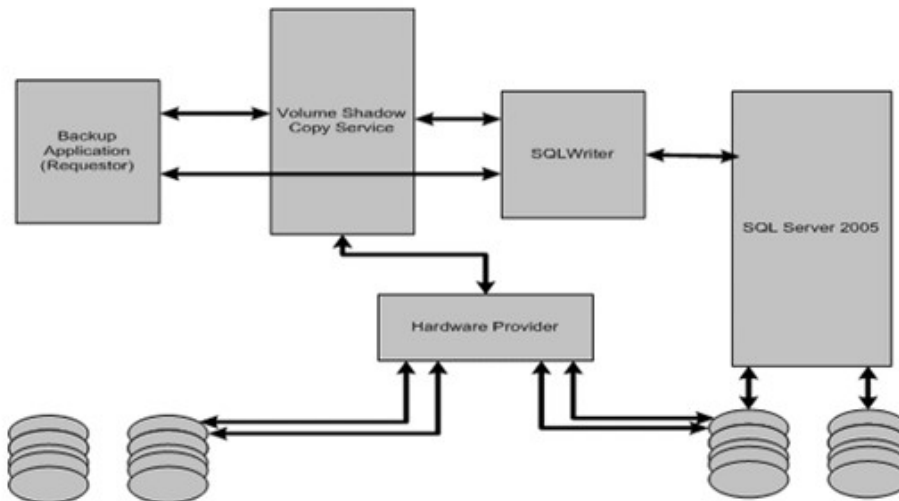 Volume Shadow
Copy Service
Backup
Application
(Requestor)
SQLWriter
SQL Server 2005
Hardware Provider